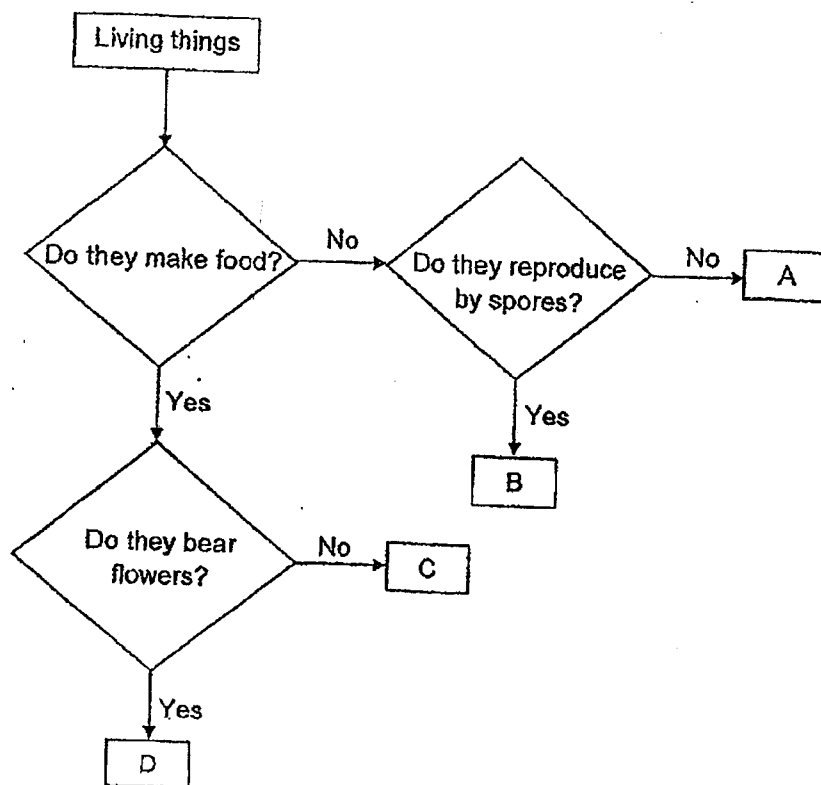 Living things
Do they make food?
No
Do they reproduce
by spores?
No
A
Yes
B
Yes
Do they bear
flowers?
No
C
Yes
D